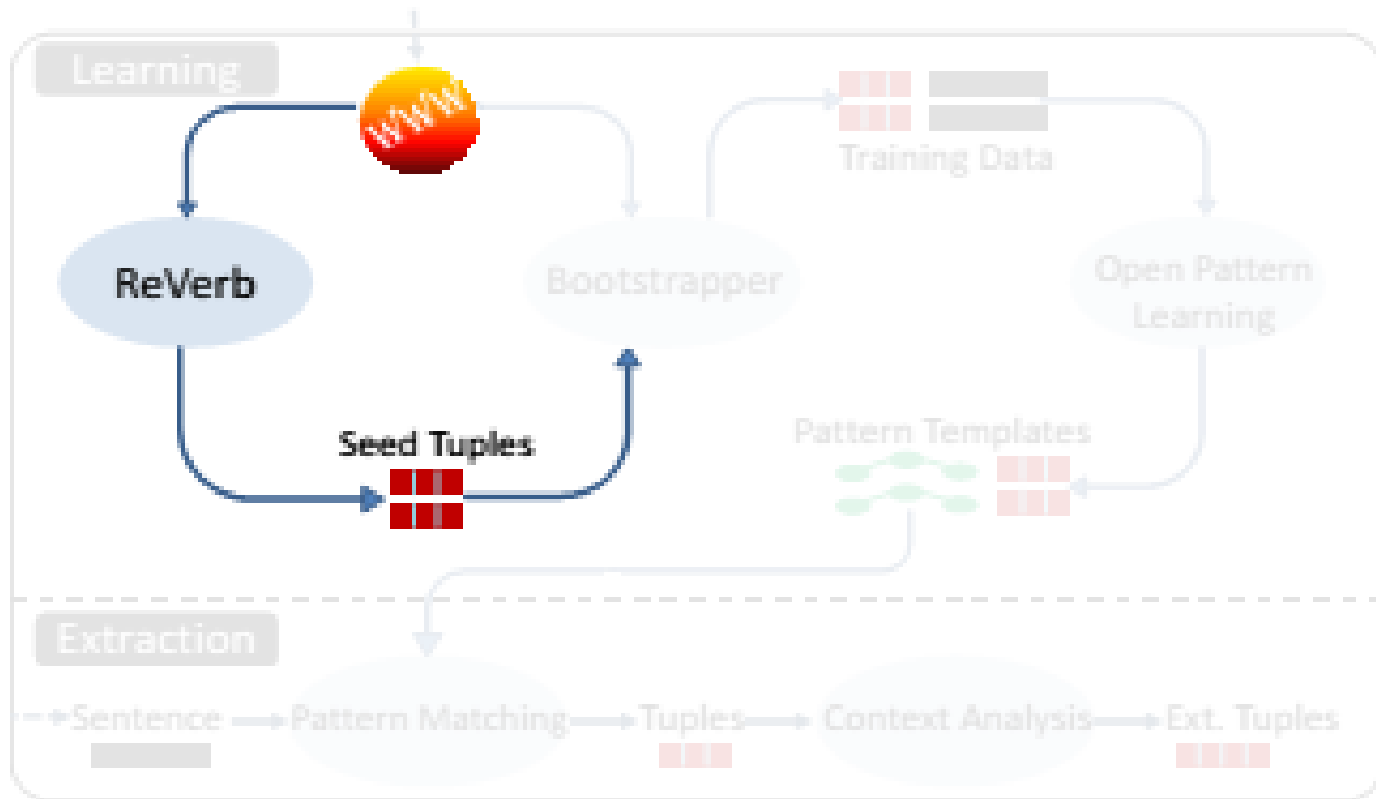 Learning
WWW
Training Data
ReVerb
Bootstrapper
Open Pattern
Learning
Seed Tuples
Pattern Templates
Extraction
Sentence
Pattern Matching
Tuples
Context Analysis
Ext. Tuples